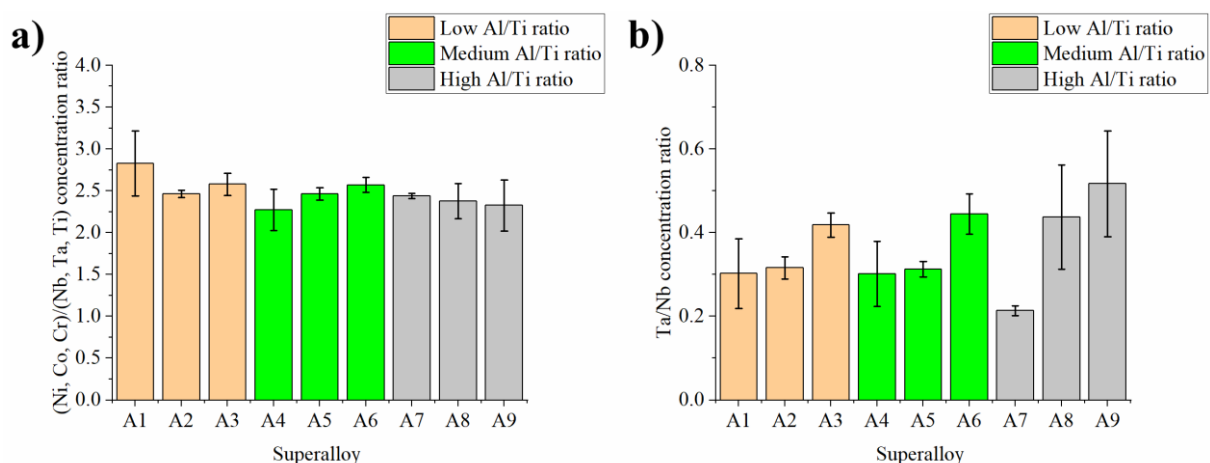 a)
Low Al/Ti ratio
Medium Al/Ti ratio
High Al/Ti ratio
(Ni, Co, Cr)/(Nb, Ta, Ti) concentration ratio
4.0
3.5
3.0
2.5
2.0
1.5
1.0
0.5
0.0
A1 A2 A3 A4 A5 A6 A7 A8 A9
Superalloy
b)
Low Al/Ti ratio
Medium Al/Ti ratio
High Al/Ti ratio
Ta/Nb concentration ratio
0.8
0.6
0.4
0.2
0.0
A1 A2 A3 A4 A5 A6 A7 A8 A9
Superalloy